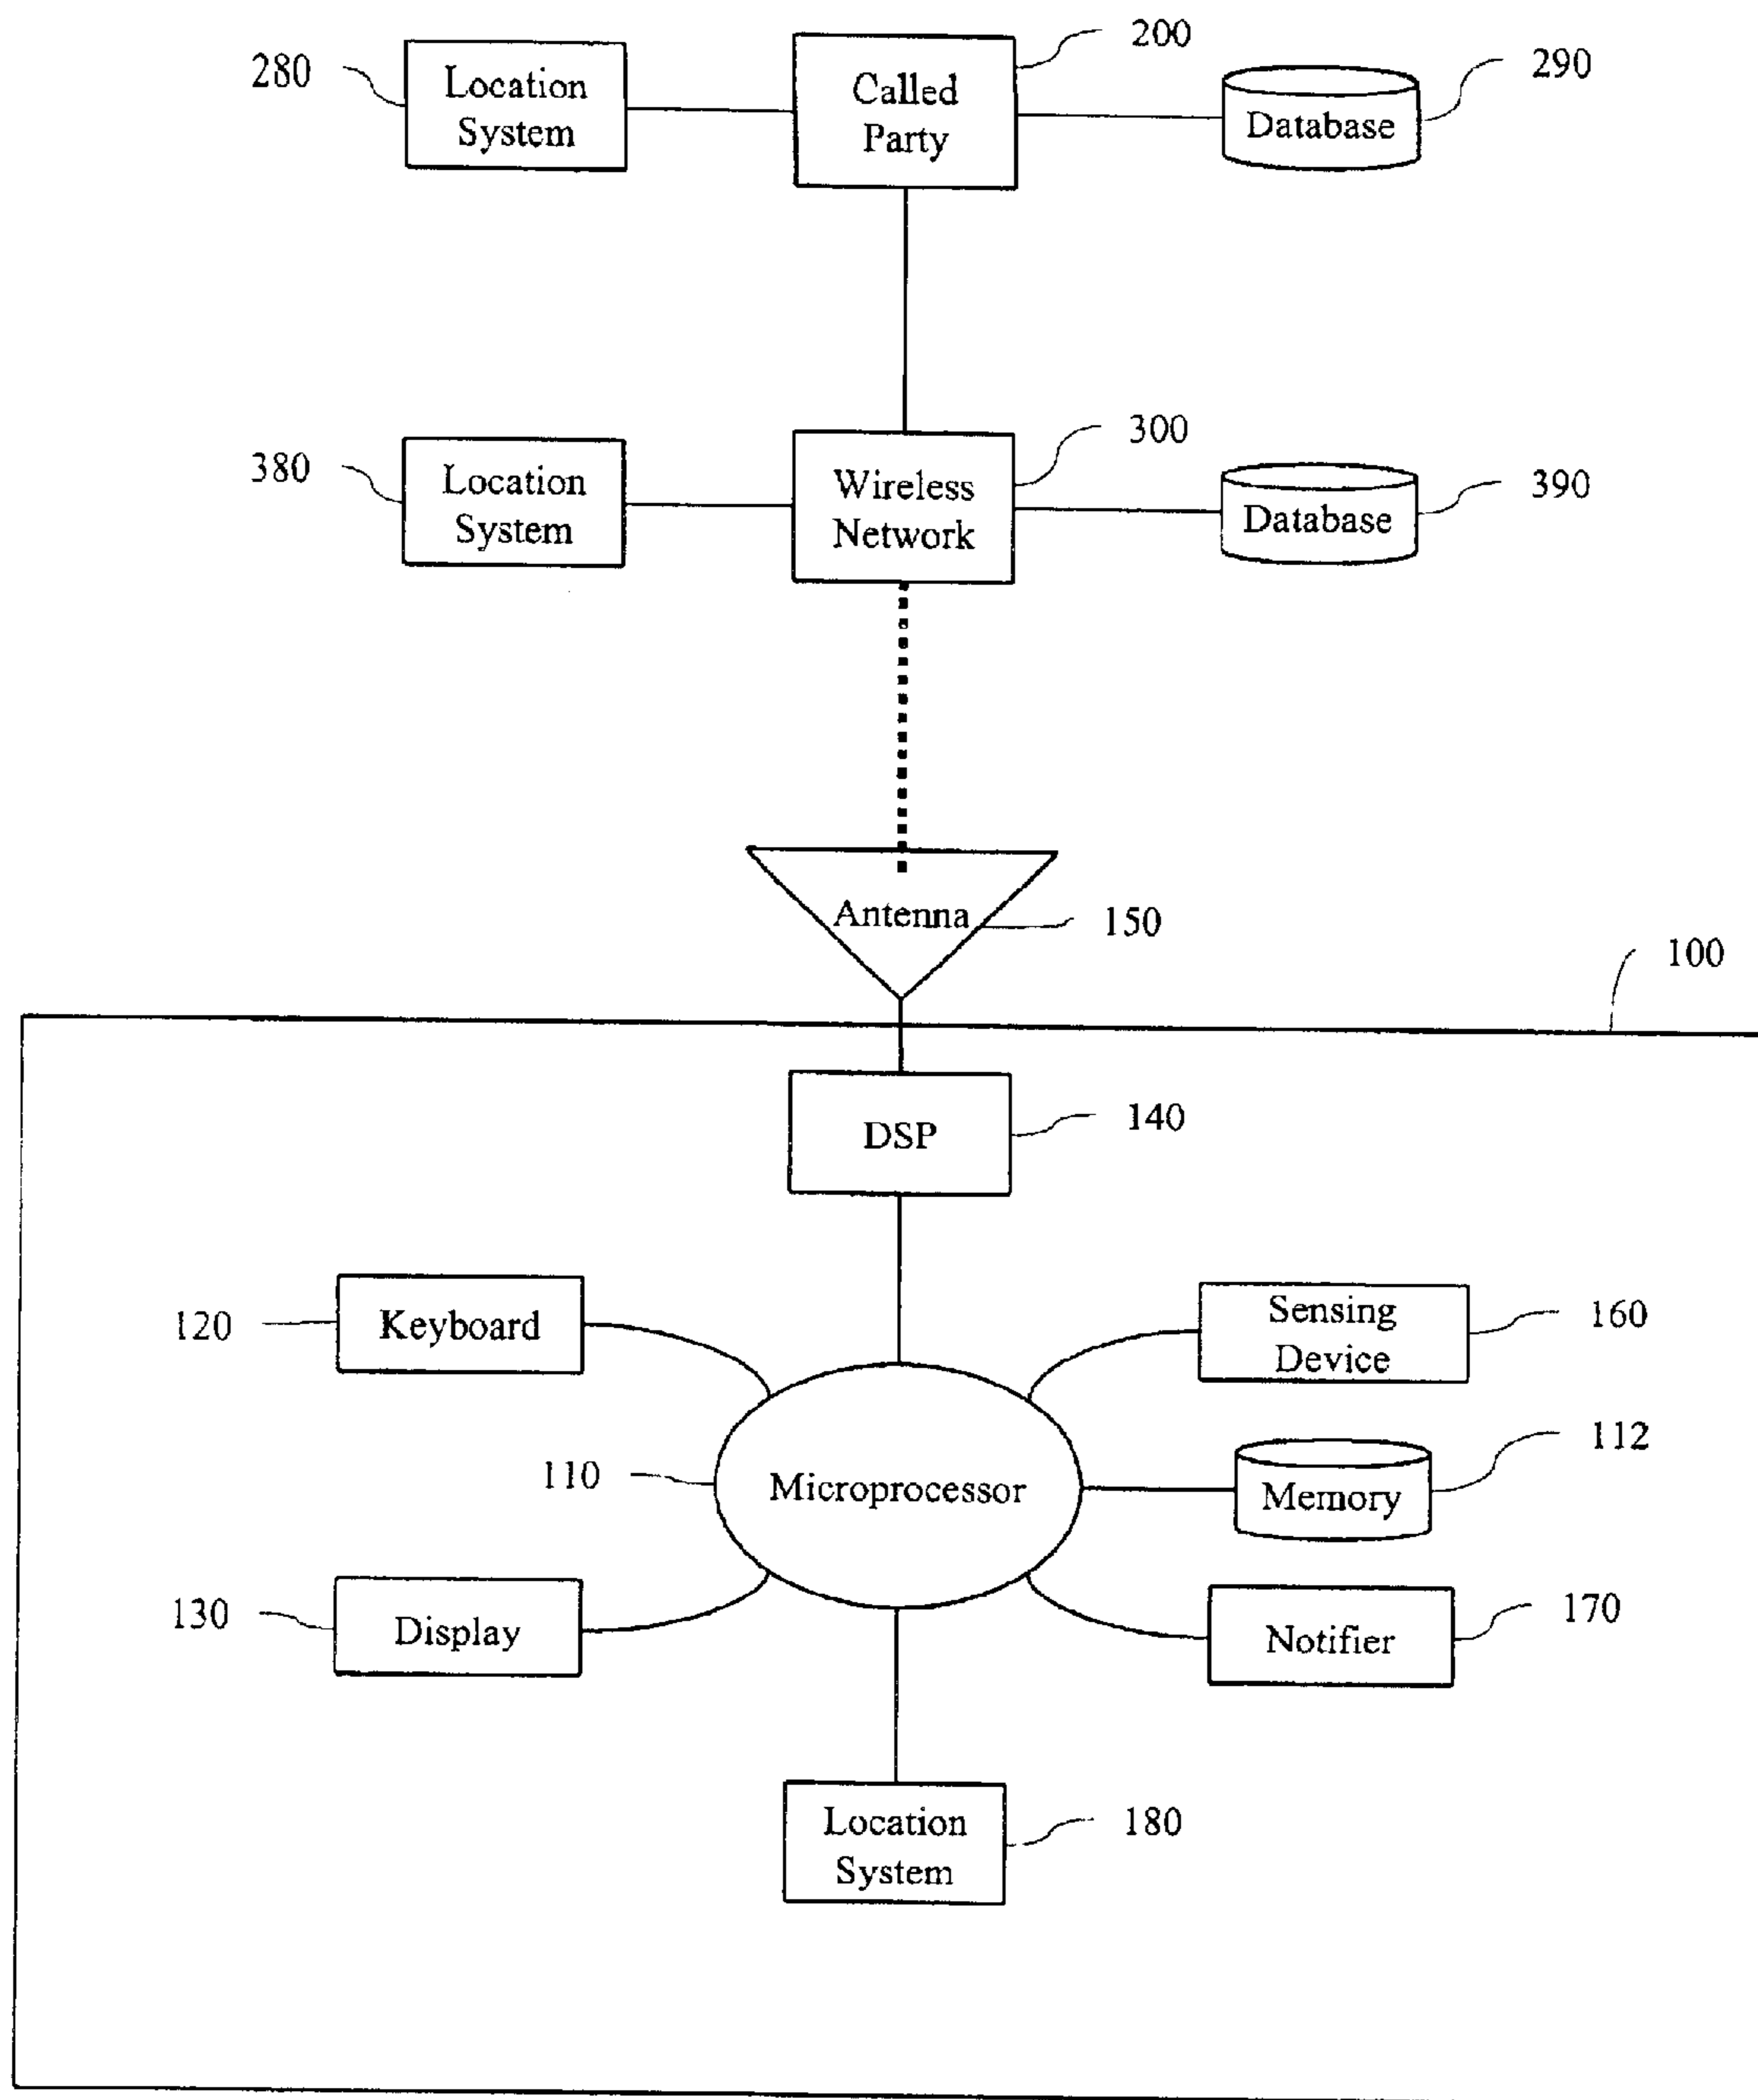 200
280
Location
System
Called
Party
Database
290
300
380
Location
System
Wireless
Network
Database
390
Antenna
150
100
DSP
140
120
Keyboard
Sensing
Device
160
110
Microprocessor
Memory
112
130
Display
Notifier
170
Location
System
180